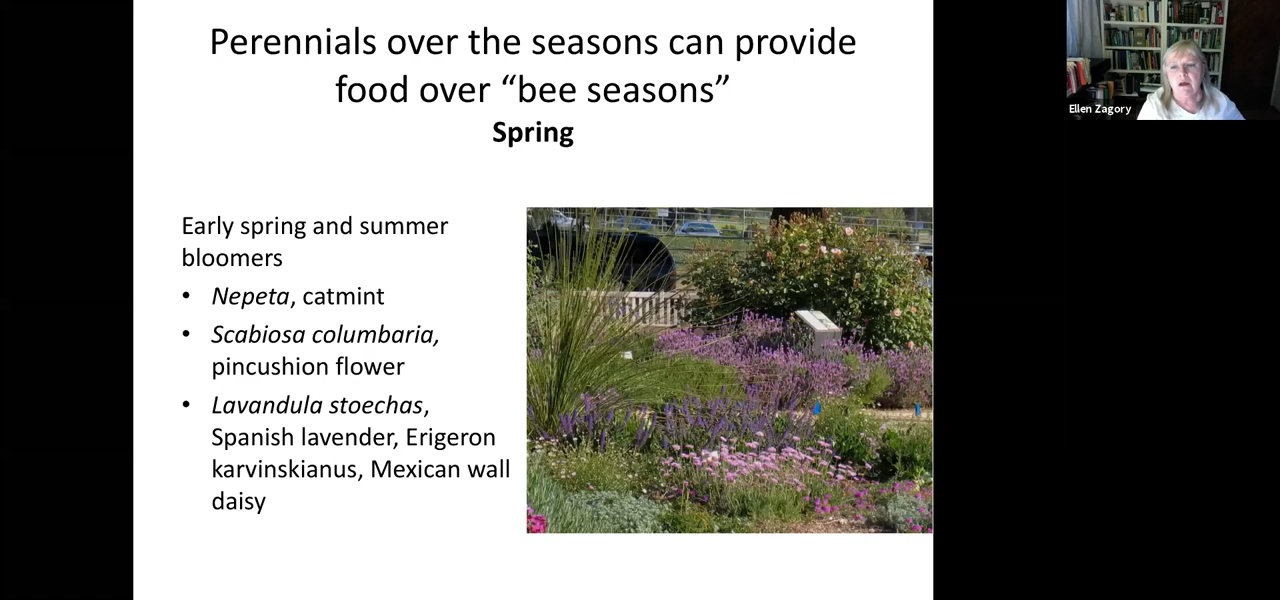 Perennials over the seasons can provide
food over “bee seasons”
Spring
Early spring and summer
bloomers
• Nepeta, catmint
• Scabiosa columbaria,
pincushion flower
• Lavandula stoechas,
Spanish lavender, Erigeron
karvinskianus, Mexican wall
daisy
Ellen Zagory